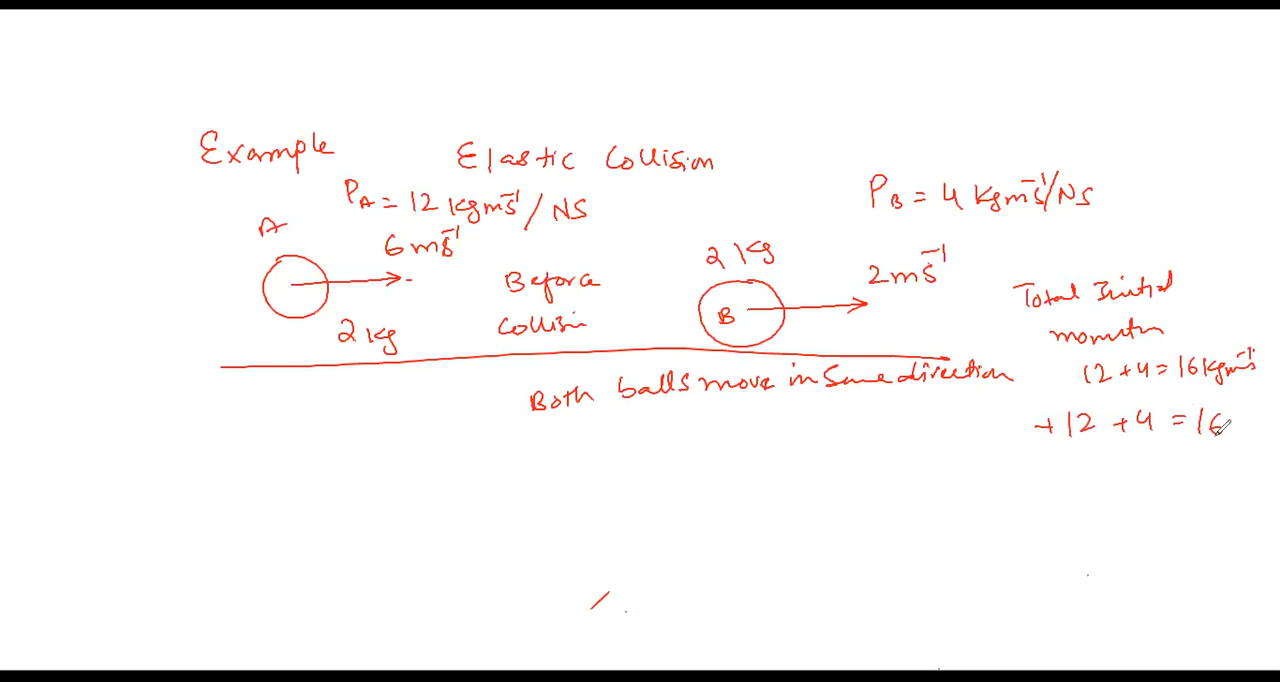 Example
Elastic Collision
PA = 12 kgms⁻¹/NS
PB = 4 kgms⁻¹/NS
A
6ms⁻¹
2 kg
Before
Collisin
2 kg
B
2ms⁻¹
Total Initial
momentm
12 + 4 = 16 kgms⁻¹
+12 + 4 = 16
Both balls move in same direction